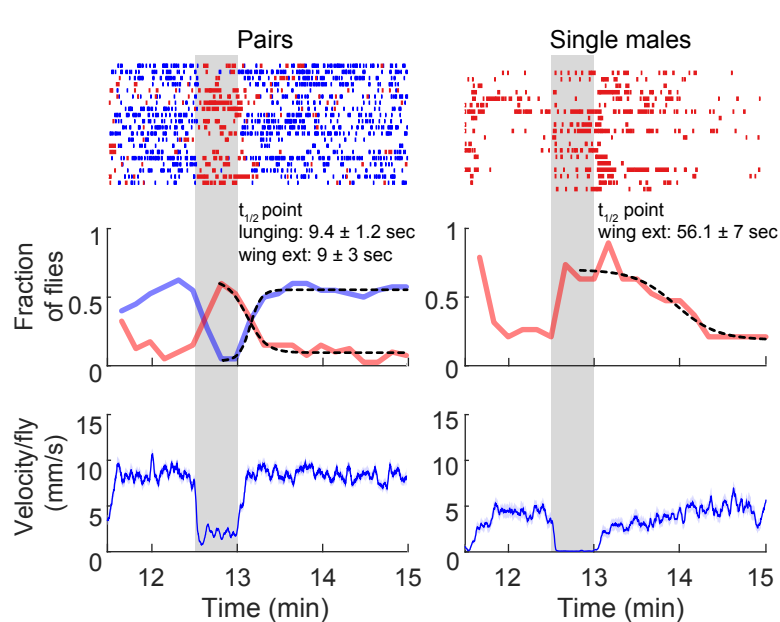 Pairs
Single males
t1/2 point
lunging: 9.4 ± 1.2 sec
wing ext: 9 ± 3 sec
t1/2 point
wing ext: 56.1 ± 7 sec
Fraction
of flies
1
0.5
0
1
0.5
0
Velocity/fly
(mm/s)
15
10
5
0
15
10
5
0
12
13
14
15
12
13
14
15
Time (min)
Time (min)